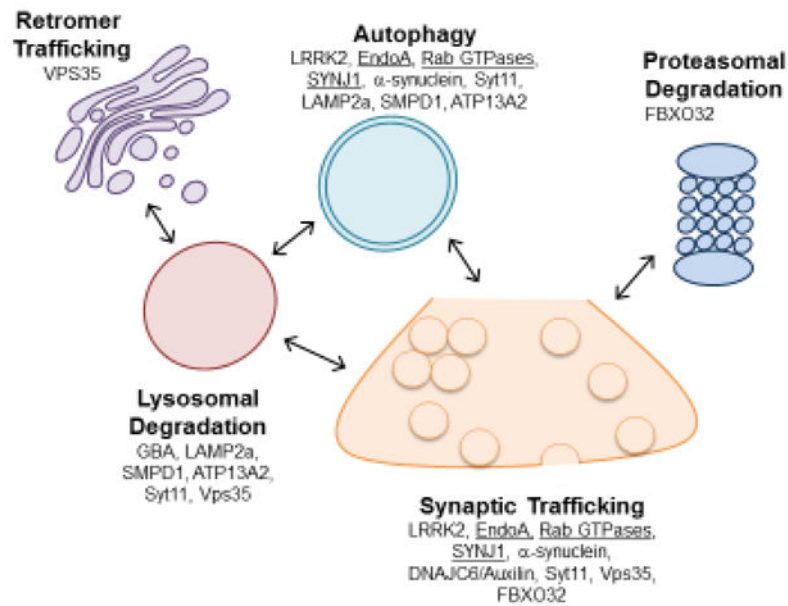 Retromer
Trafficking
VPS35
Autophagy
LRRK2, EndoA, Rab GTPases,
SYNJ1, α-synuclein, Syt11,
LAMP2a, SMPD1, ATP13A2
Proteasomal
Degradation
FBXO32
Lysosomal
Degradation
GBA, LAMP2a,
SMPD1, ATP13A2,
Syt11, Vps35
Synaptic Trafficking
LRRK2, EndoA, Rab GTPases,
SYNJ1, α-synuclein,
DNAJC6/Auxilin, Syt11, Vps35,
FBXO32